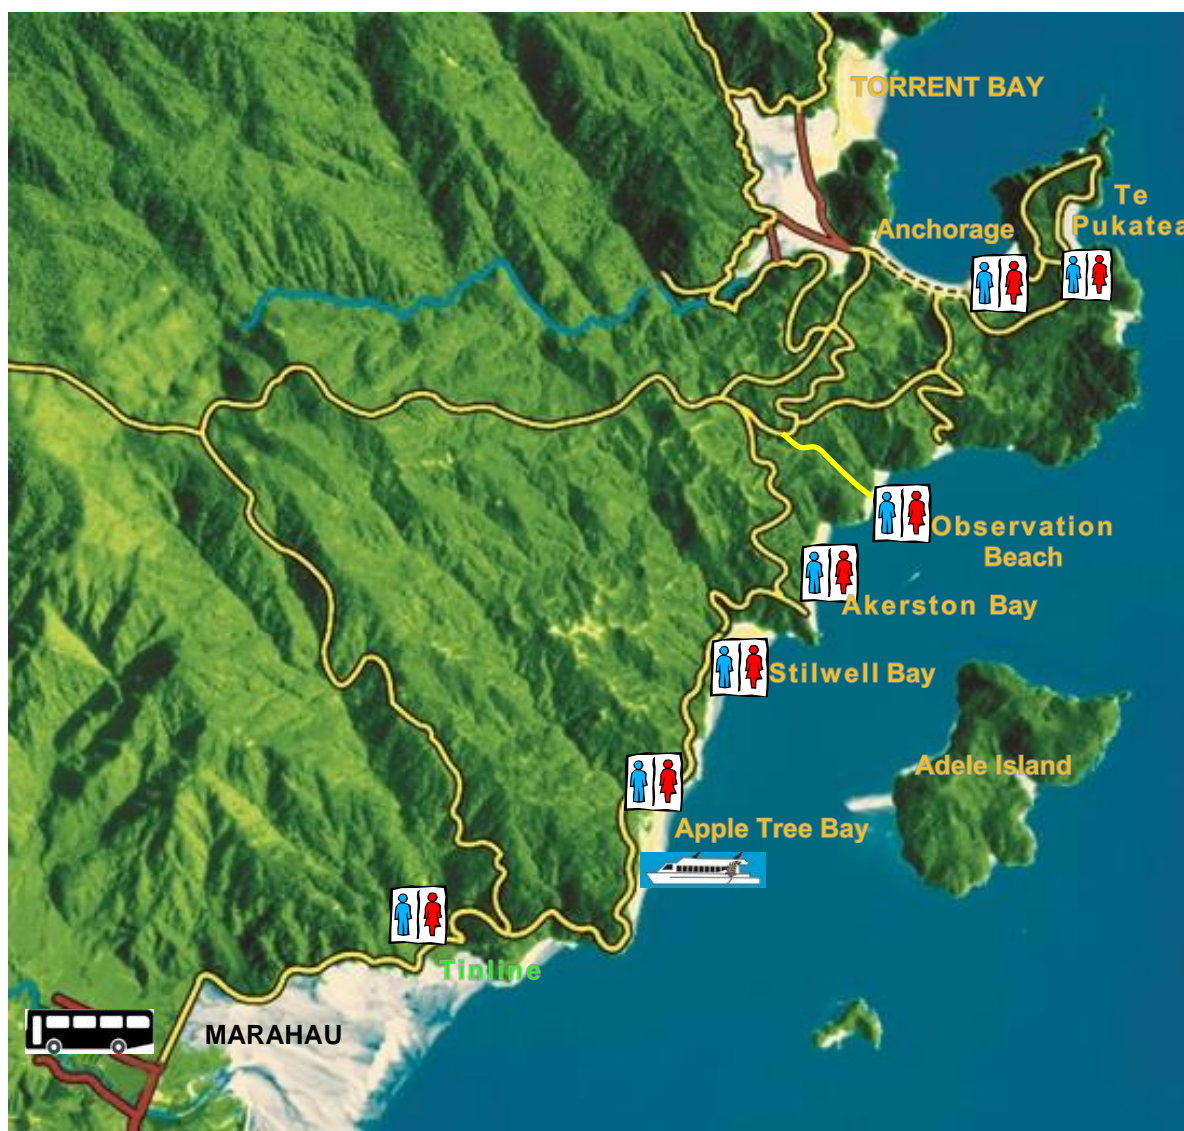 TORRENT BAY
Te
Pukatea
Anchorage
Observation
Beach
Akerston Bay
Stilwell Bay
Adele Island
Apple Tree Bay
Tinline
MARAHAU